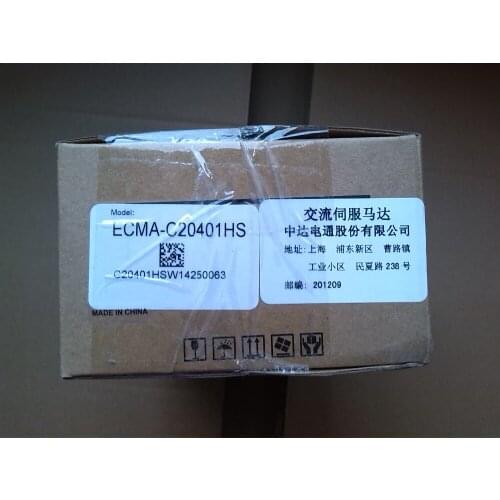 Model:
ECMA-C20401HS
C20401HSW14250063
MADE IN CHINA
交流伺服马达
中达电通股份有限公司
地址: 上海 浦东新区 曹路镇
工业小区 民夏路 238 号
邮编: 201209